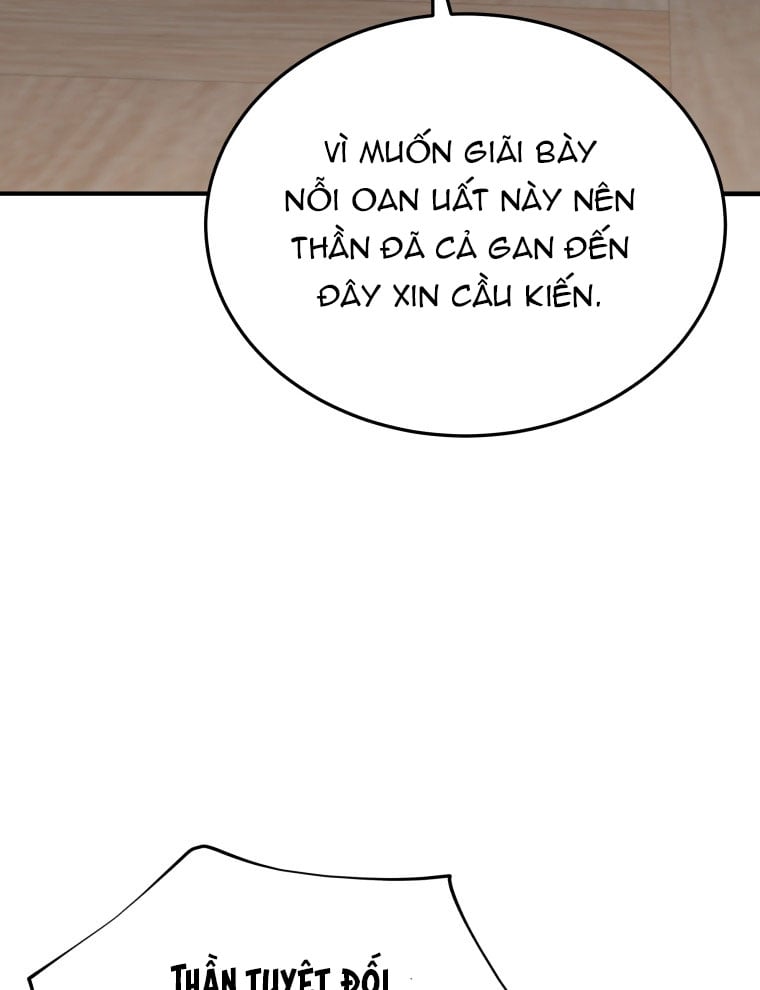 VÌ MUỐN GIÃI BÀY
NỖI OAN UẤT NÀY NÊN
THẦN ĐÃ CẢ GAN ĐẾN
ĐÂY XIN CẦU KIẾN.
THẦN TUYỆT ĐỐI